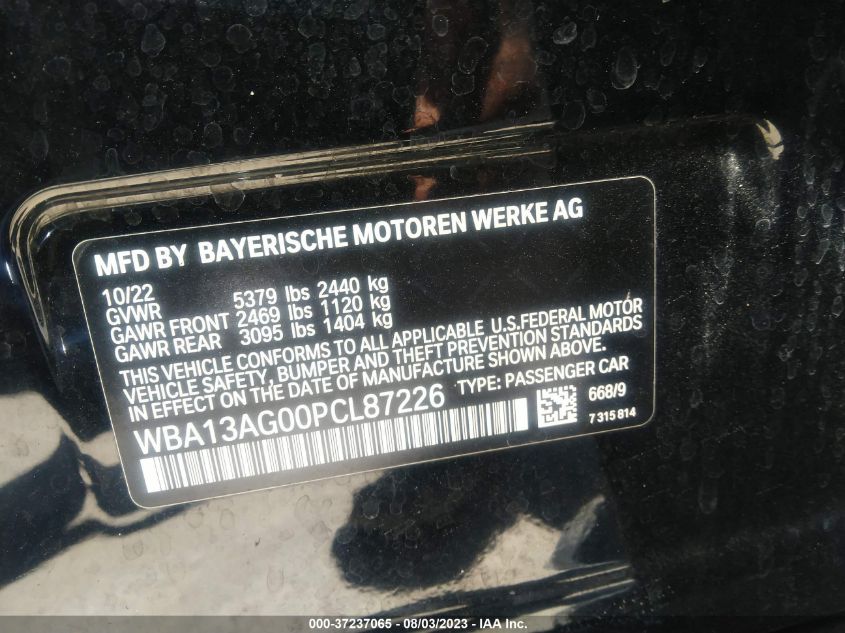 MFD BY BAYERISCHE MOTOREN WERKE AG
10/22
GVWR 5379 lbs 2440 kg
GAWR FRONT 2469 lbs 1120 kg
GAWR REAR 3095 lbs 1404 kg
THIS VEHICLE CONFORMS TO ALL APPLICABLE U.S.FEDERAL MOTOR
VEHICLE SAFETY, BUMPER AND THEFT PREVENTION STANDARDS
IN EFFECT ON THE DATE OF MANUFACTURE SHOWN ABOVE.
WBA13AG00PCL87226 TYPE: PASSENGER CAR
668/9
7 315 814
000-37237065 - 08/03/2023 - IAA Inc.